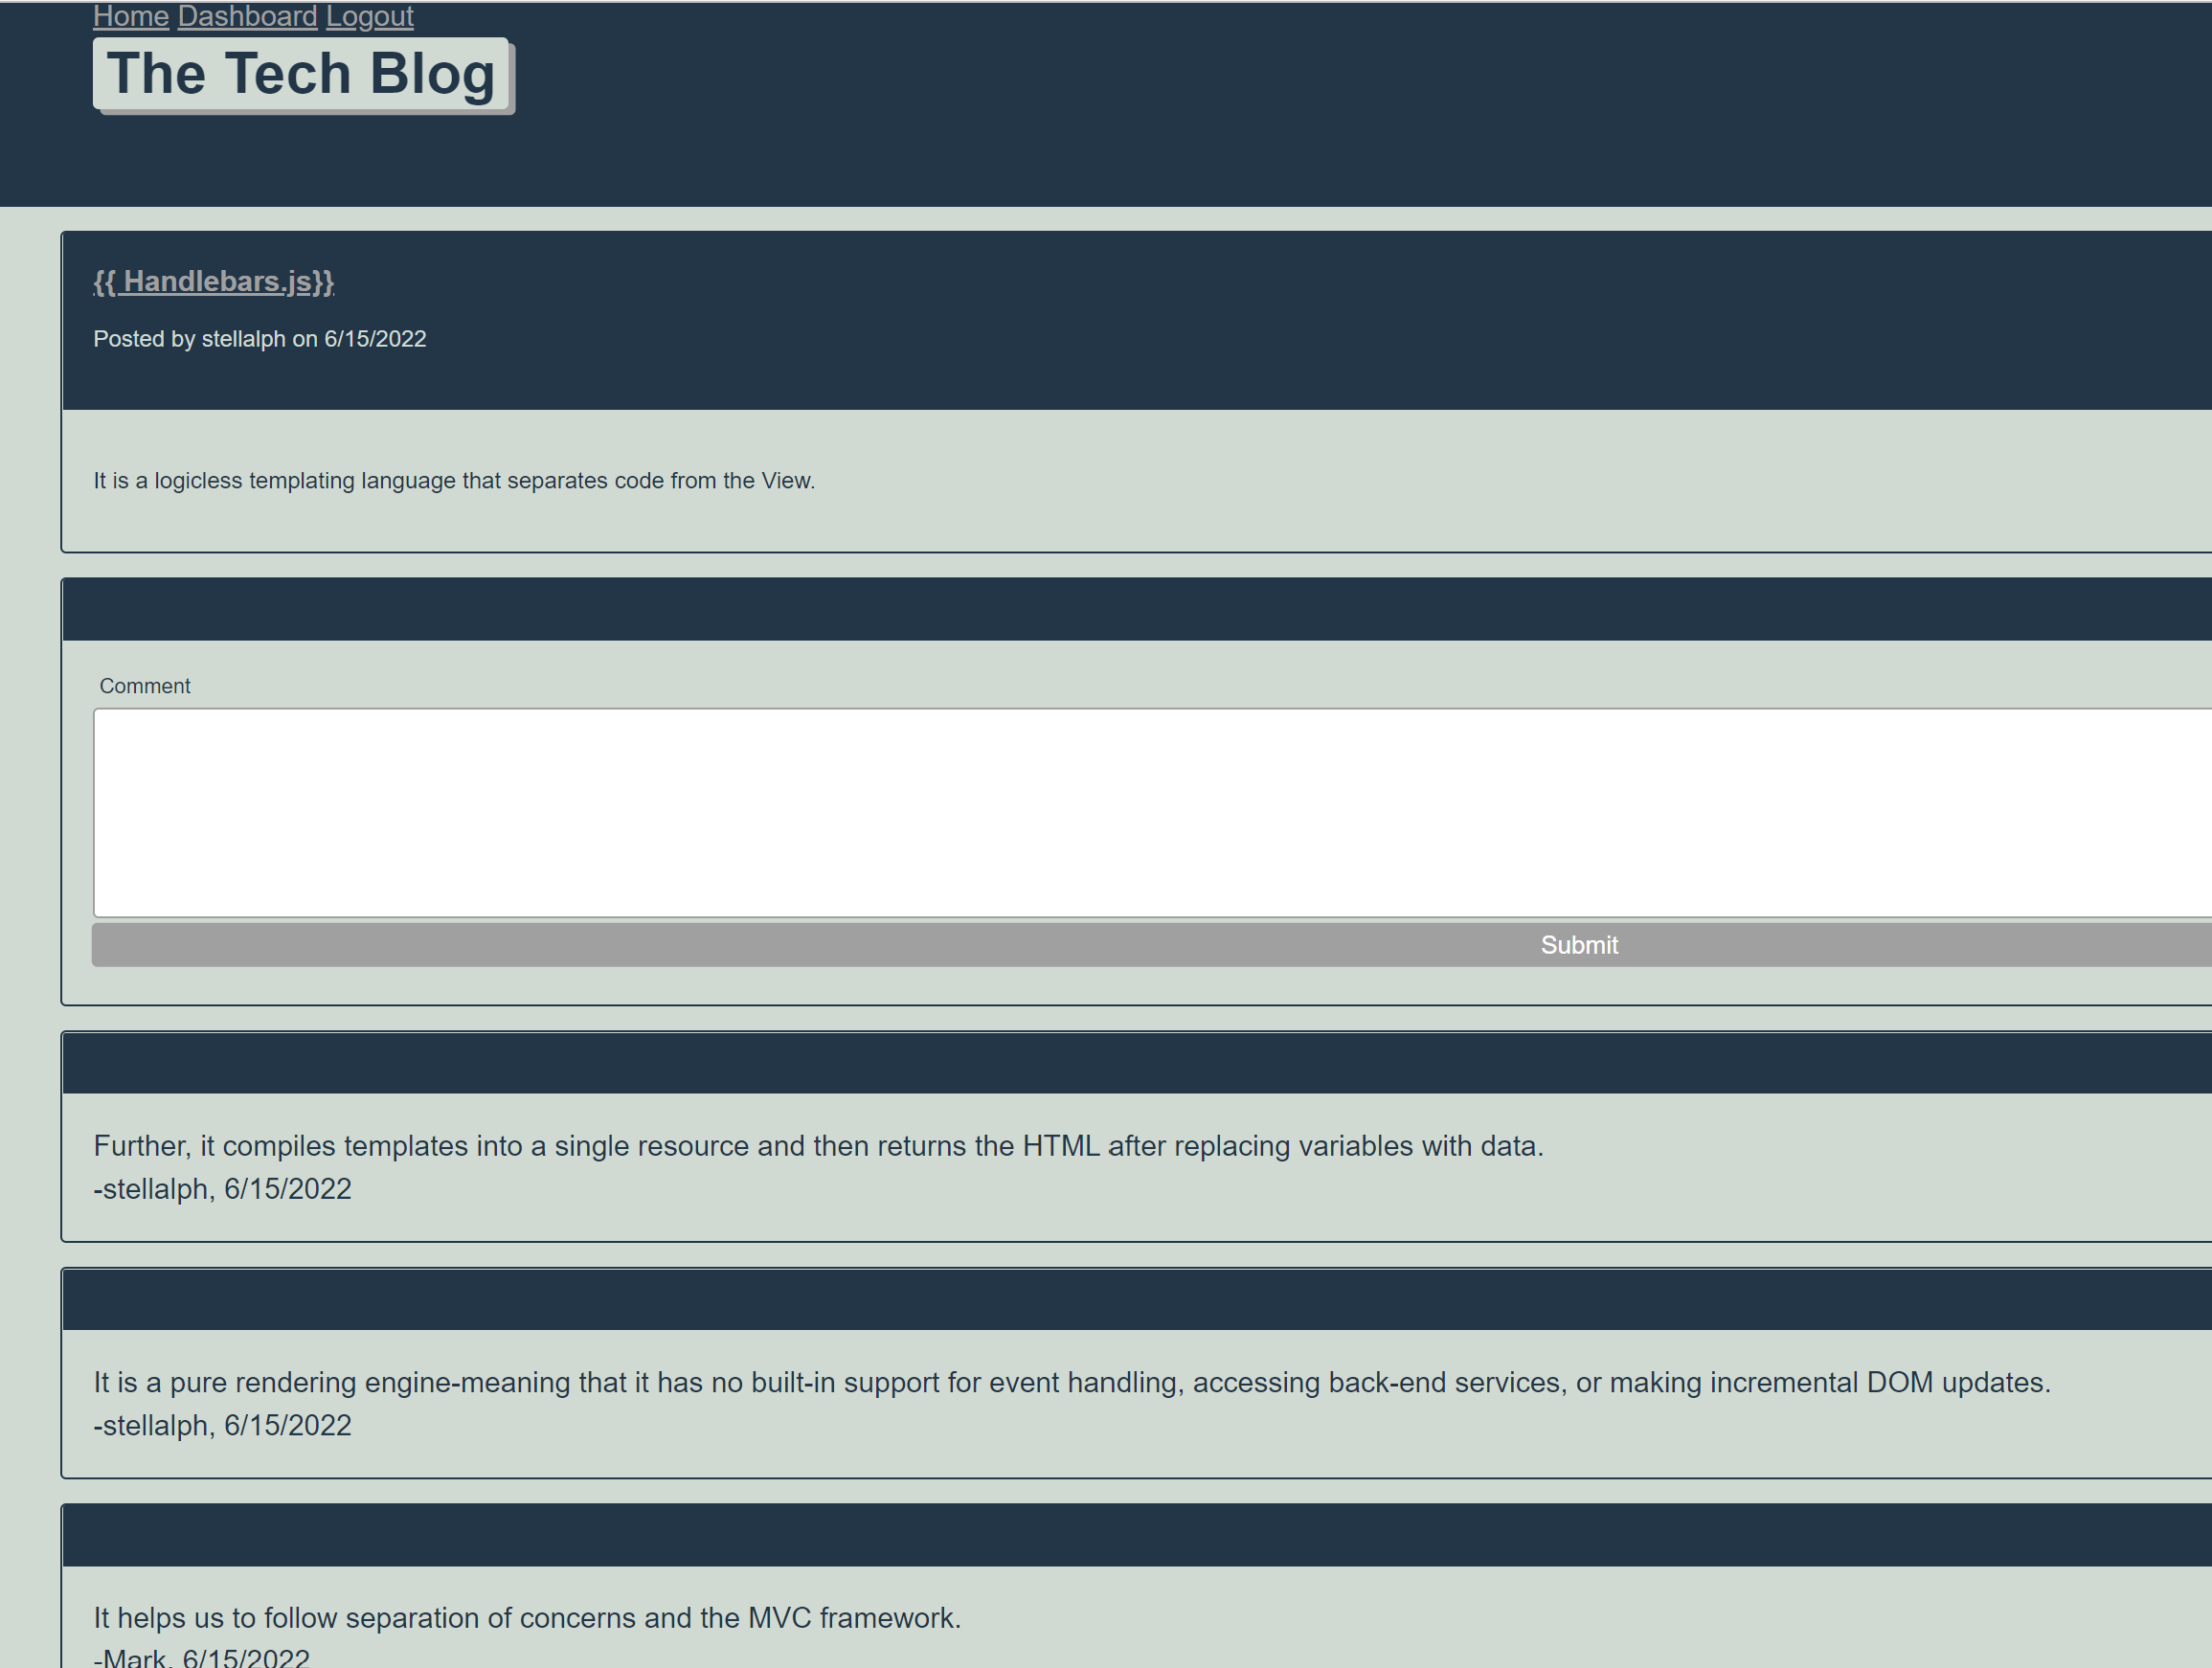 Home Dashboard Logout
The Tech Blog
{{ Handlebars.js}}
Posted by stellalph on 6/15/2022
It is a logicless templating language that separates code from the View.
Comment
Submit
Further, it compiles templates into a single resource and then returns the HTML after replacing variables with data.
-stellalph, 6/15/2022
It is a pure rendering engine-meaning that it has no built-in support for event handling, accessing back-end services, or making incremental DOM updates.
-stellalph, 6/15/2022
It helps us to follow separation of concerns and the MVC framework.
-Mark, 6/15/2022